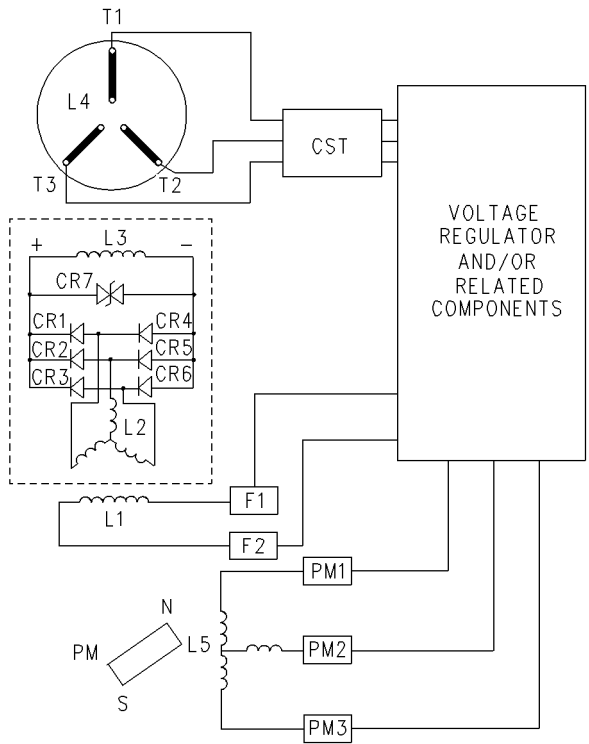 T1
L4
T3
T2
CST
VOLTAGE
REGULATOR
AND/OR
RELATED
COMPONENTS
+
L3
−
CR7
CR1
CR4
CR2
CR5
CR3
CR6
L2
L1
F1
F2
PM1
N
PM
L5
PM2
S
PM3